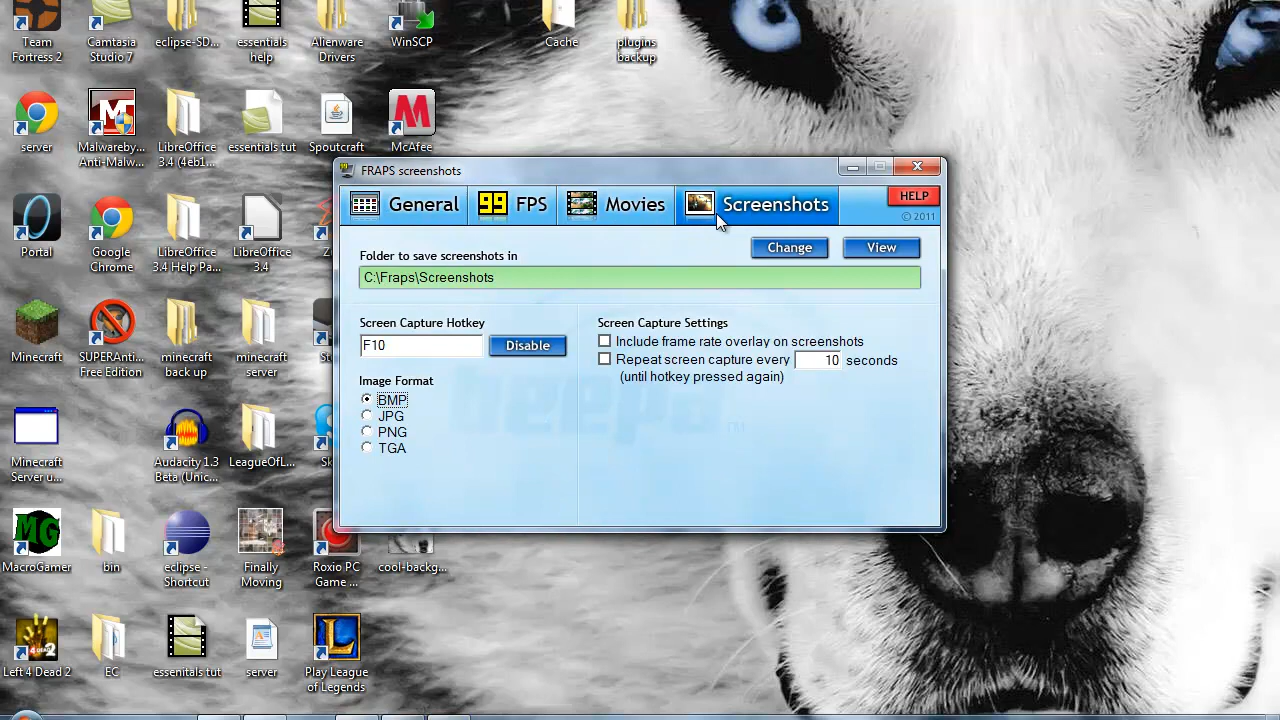 Team
Fortress 2
Camtasia
Studio 7
eclipse-SD...
essentials
help
Alienware
Drivers
WinSCP
Cache
plugins
backup
server
Malwareby...
Anti-Malw...
LibreOffice
3.4 (4eb1...
essentials tut
Spoutcraft
McAfee
FRAPS screenshots
General
99 FPS
Movies
Screenshots
HELP
© 2011
Portal
Google
Chrome
LibreOffice
3.4 Help Pa...
LibreOffice
3.4
Folder to save screenshots in
Change
View
C:\Fraps\Screenshots
Minecraft
SUPERAnti...
Free Edition
minecraft
back up
minecraft
server
Screen Capture Hotkey
F10
Disable
Image Format
BMP
JPG
PNG
TGA
Screen Capture Settings
Include frame rate overlay on screenshots
Repeat screen capture every 10 seconds
(until hotkey pressed again)
beepa
TM
Minecraft
Server u...
Audacity 1.3
Beta (Unic...
LeagueOfL...
Sk
MG
MacroGamer
bin
eclipse -
Shortcut
Finally
Moving
Roxio PC
Game ...
cool-backg...
Left 4 Dead 2
EC
essenitals tut
server
Play League
of Legends